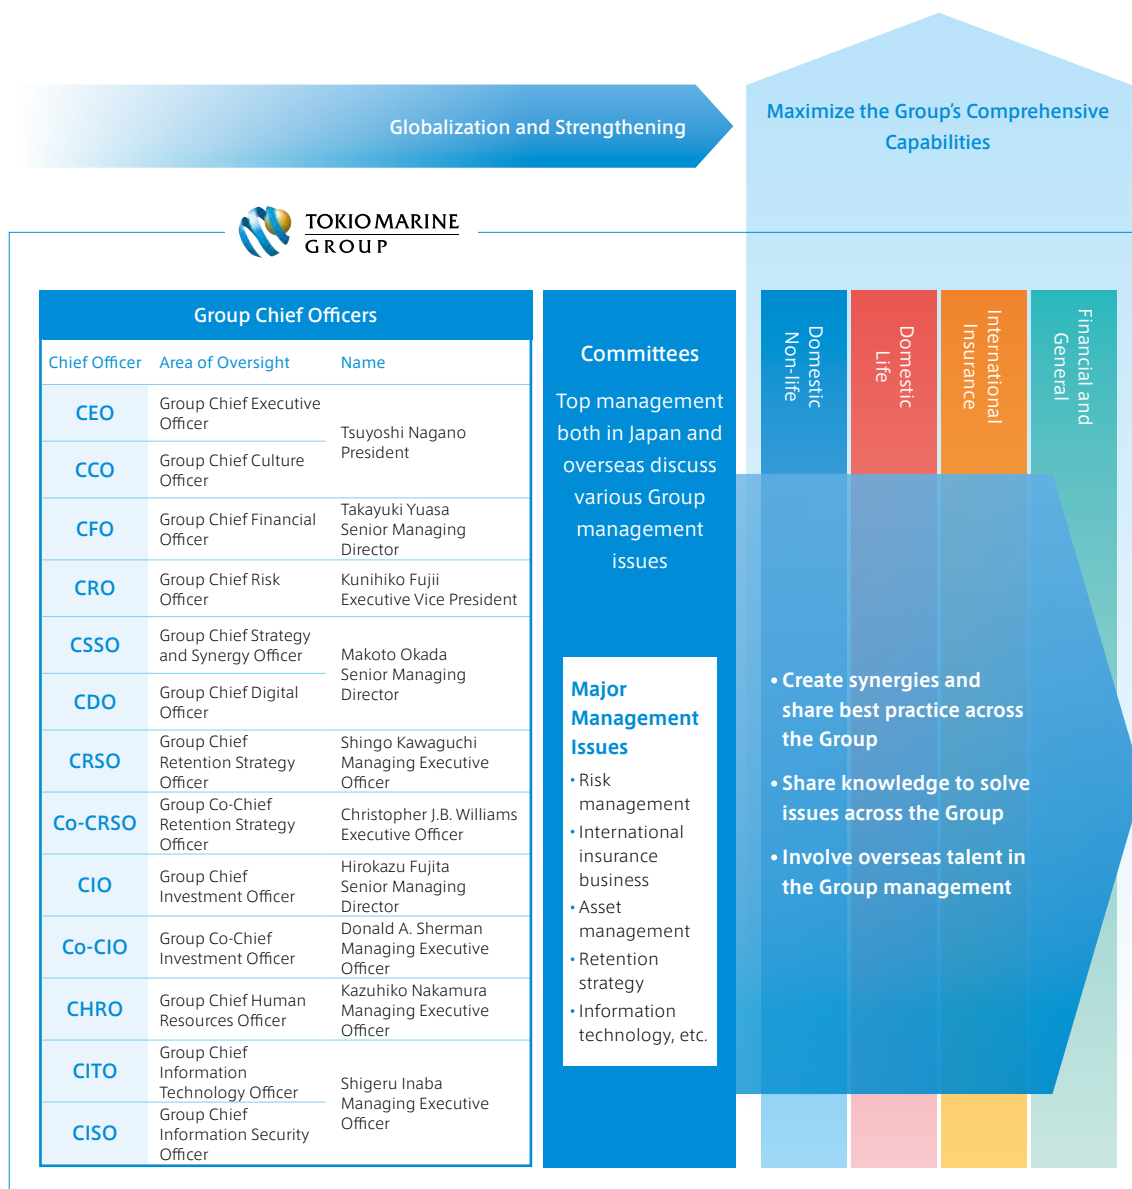 Globalization and Strengthening
Maximize the Group's Comprehensive
Capabilities
TOKIO MARINE
GROUP
Group Chief Officers
Chief Officer Area of Oversight Name
CEO
Group Chief Executive
Officer
Tsuyoshi Nagano
President
CCO
Group Chief Culture
Officer
CFO
Group Chief Financial
Officer
Takayuki Yuasa
Senior Managing
Director
CRO
Group Chief Risk
Officer
Kunihiko Fujii
Executive Vice President
CSSO
Group Chief Strategy
and Synergy Officer
Makoto Okada
Senior Managing
Director
CDO
Group Chief Digital
Officer
CRSO
Group Chief
Retention Strategy
Officer
Shingo Kawaguchi
Managing Executive
Officer
Co-CRSO
Group Co-Chief
Retention Strategy
Officer
Christopher J.B. Williams
Executive Officer
CIO
Group Chief
Investment Officer
Hirokazu Fujita
Senior Managing
Director
Co-CIO
Group Co-Chief
Investment Officer
Donald A. Sherman
Managing Executive
Officer
CHRO
Group Chief Human
Resources Officer
Kazuhiko Nakamura
Managing Executive
Officer
CITO
Group Chief
Information
Technology Officer
Shigeru Inaba
Managing Executive
Officer
CISO
Group Chief
Information Security
Officer
Committees
Top management
both in Japan and
overseas discuss
various Group
management
issues
Major
Management
Issues
• Risk
management
• International
insurance
business
• Asset
management
• Retention
strategy
• Information
technology, etc.
Domestic
Non-life
Domestic
Life
International
Insurance
Financial and
General
• Create synergies and
share best practice across
the Group
• Share knowledge to solve
issues across the Group
• Involve overseas talent in
the Group management